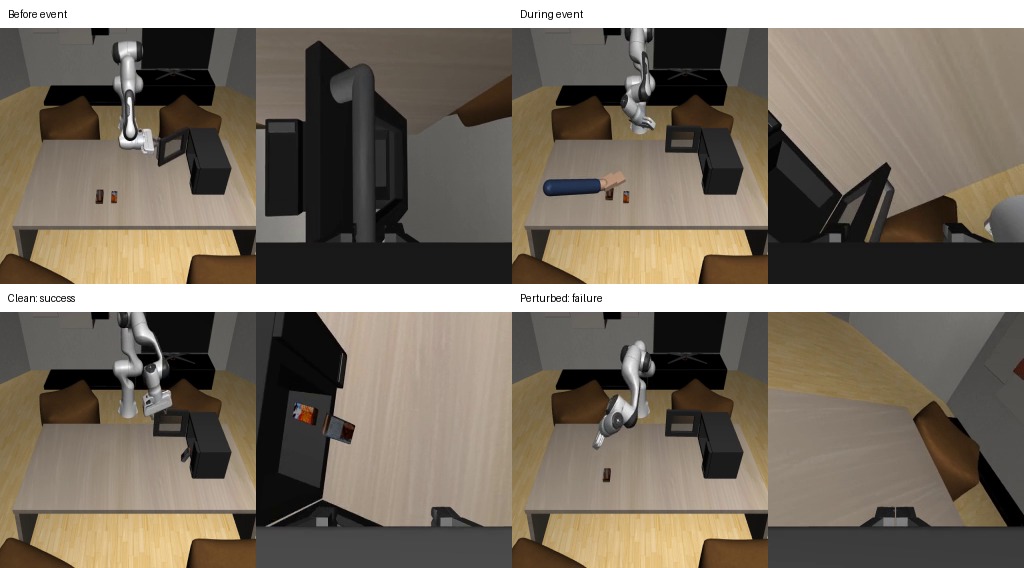 Before event
During event
Clean: success
Perturbed: failure